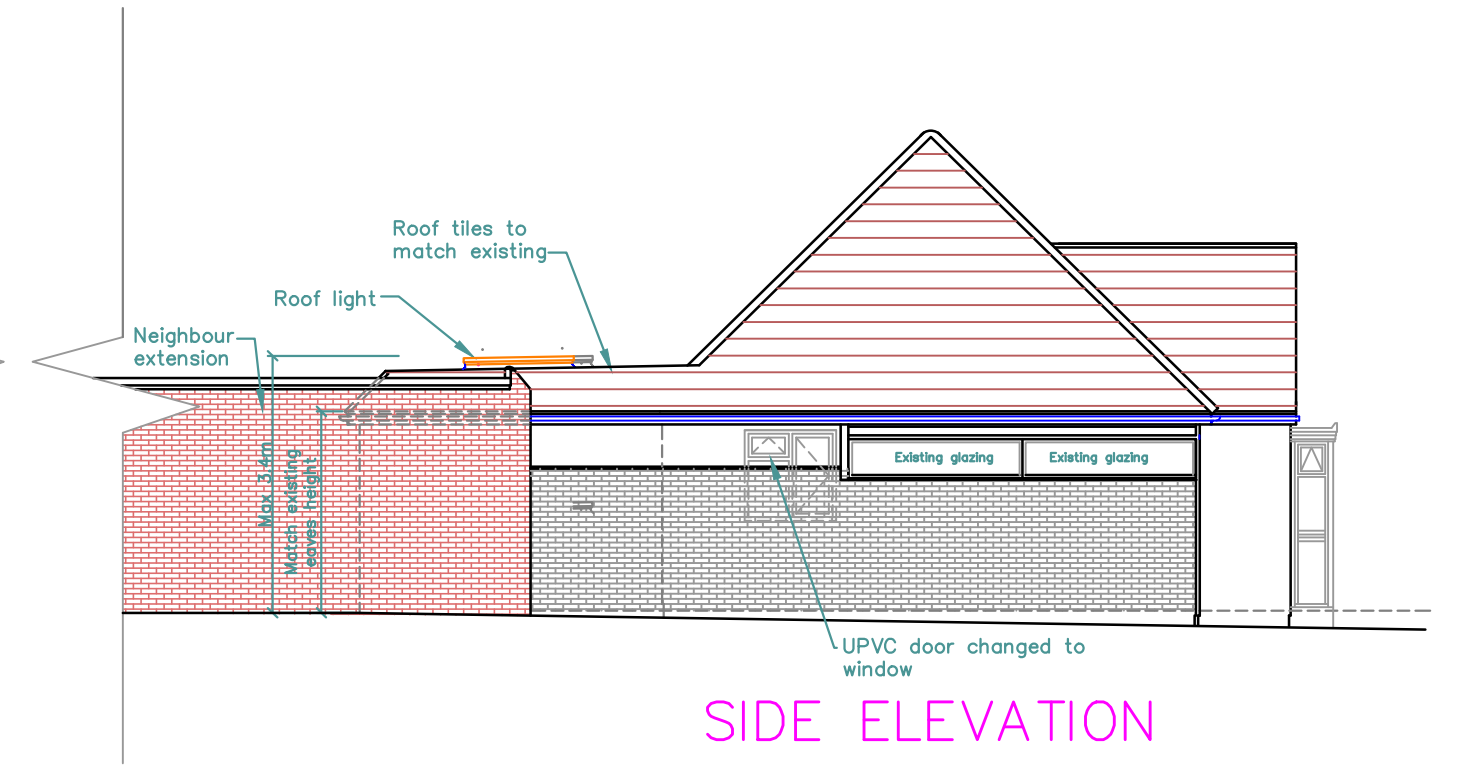 Roof tiles to
match existing
Roof light
Neighbour
extension
Max 3.4m
Match existing
eaves height
Existing glazing
Existing glazing
UPVC door changed to
window
SIDE ELEVATION